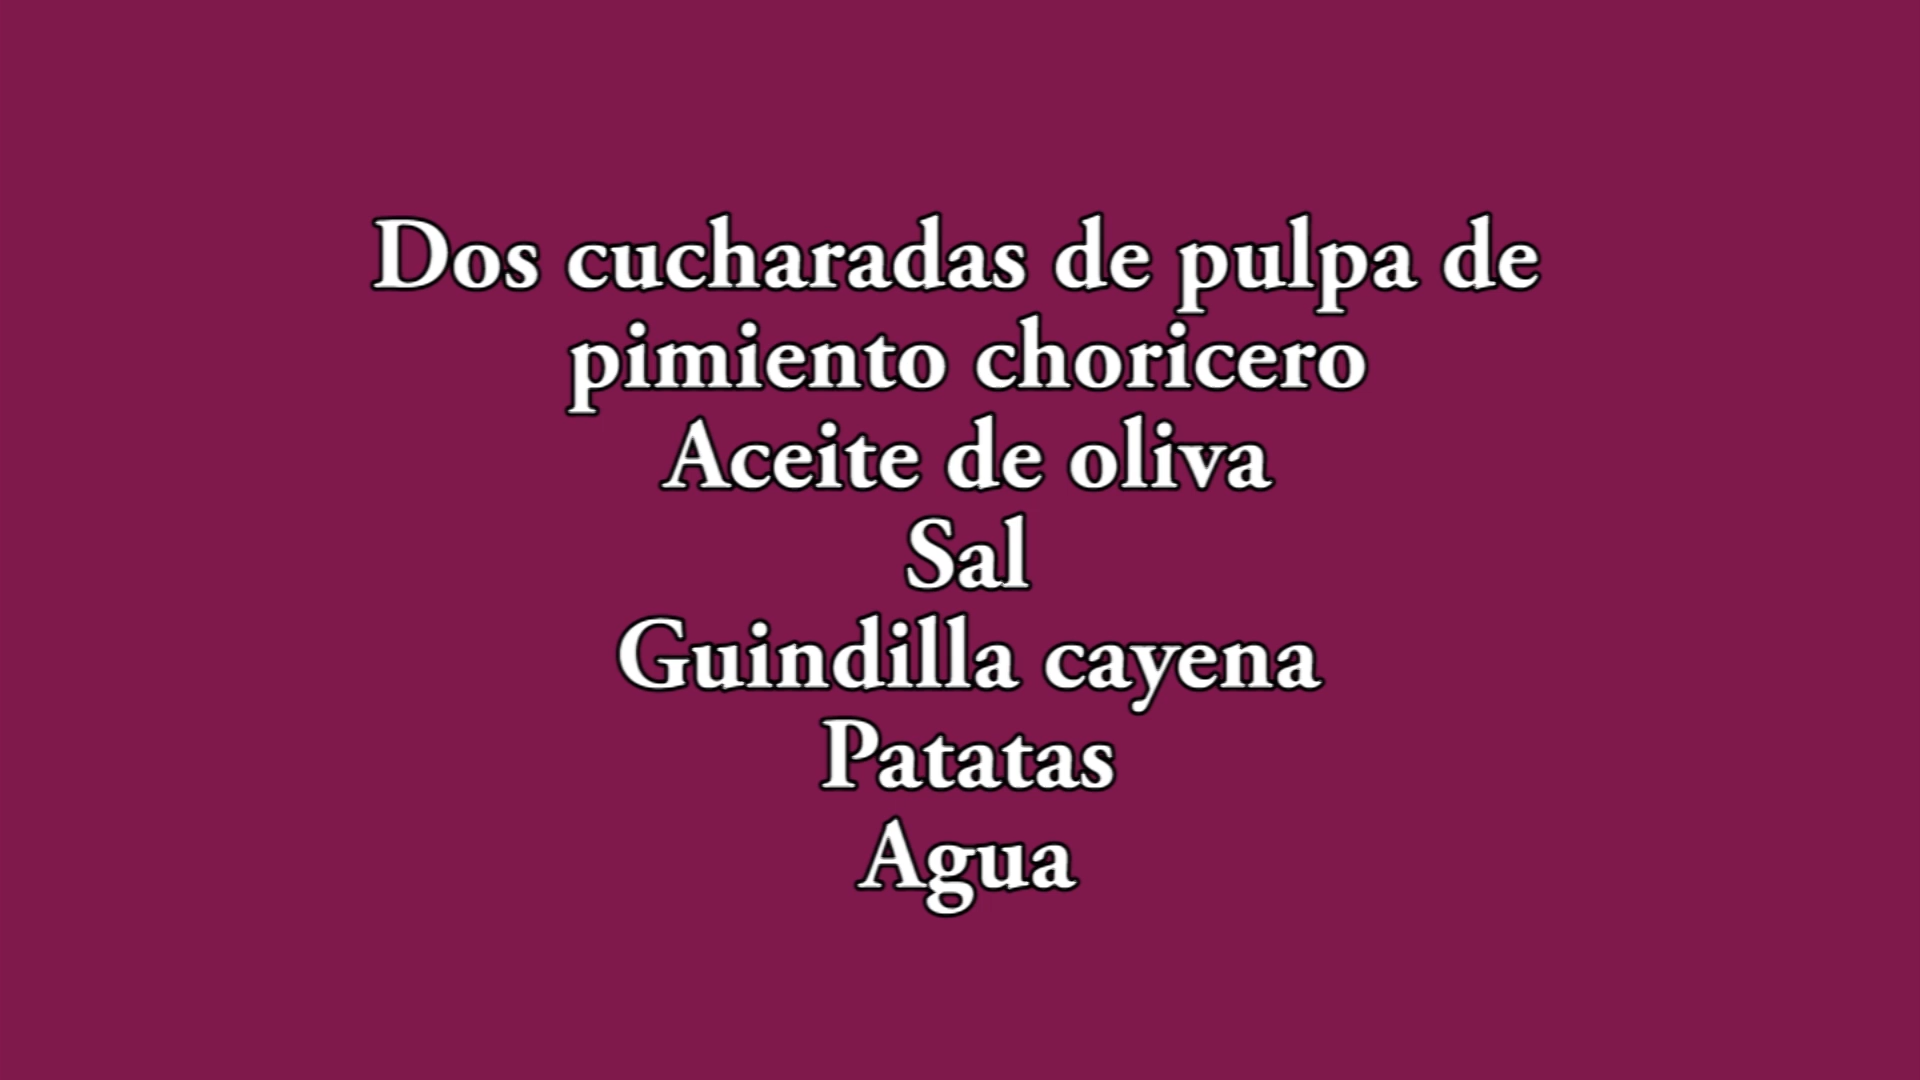 Dos cucharadas de pulpa de
pimiento choricero
Aceite de oliva
Sal
Guindilla cayena
Patatas
Agua